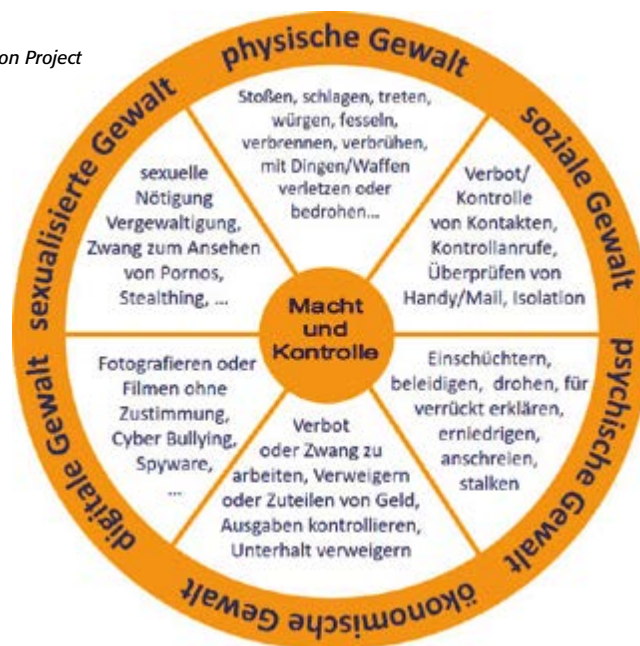 on Project
physische Gewalt
Stoßen, schlagen, treten,
würgen, fesseln,
verbrennen, verbrühen,
mit Dingen/Waffen
verletzen oder
bedrohen...
soziale Gewalt
Verbot/
Kontrolle
von Kontakten,
Kontrollanrufe,
Überprüfen von
Handy/Mail, Isolation
psychische Gewalt
Einschüchtern,
beleidigen, drohen, für
verrückt erklären,
erniedrigen,
anschreien,
stalken
ökonomische Gewalt
Verbot
oder Zwang zu
arbeiten, Verweigern
oder Zuteilen von Geld,
Ausgaben kontrollieren,
Unterhalt verweigern
digitale Gewalt
Fotografieren oder
Filmen ohne
Zustimmung,
Cyber Bullying,
Spyware,
...
sexualisierte Gewalt
sexuelle
Nötigung
Vergewaltigung,
Zwang zum Ansehen
von Pornos,
Stealthing, ...
Macht
und
Kontrolle